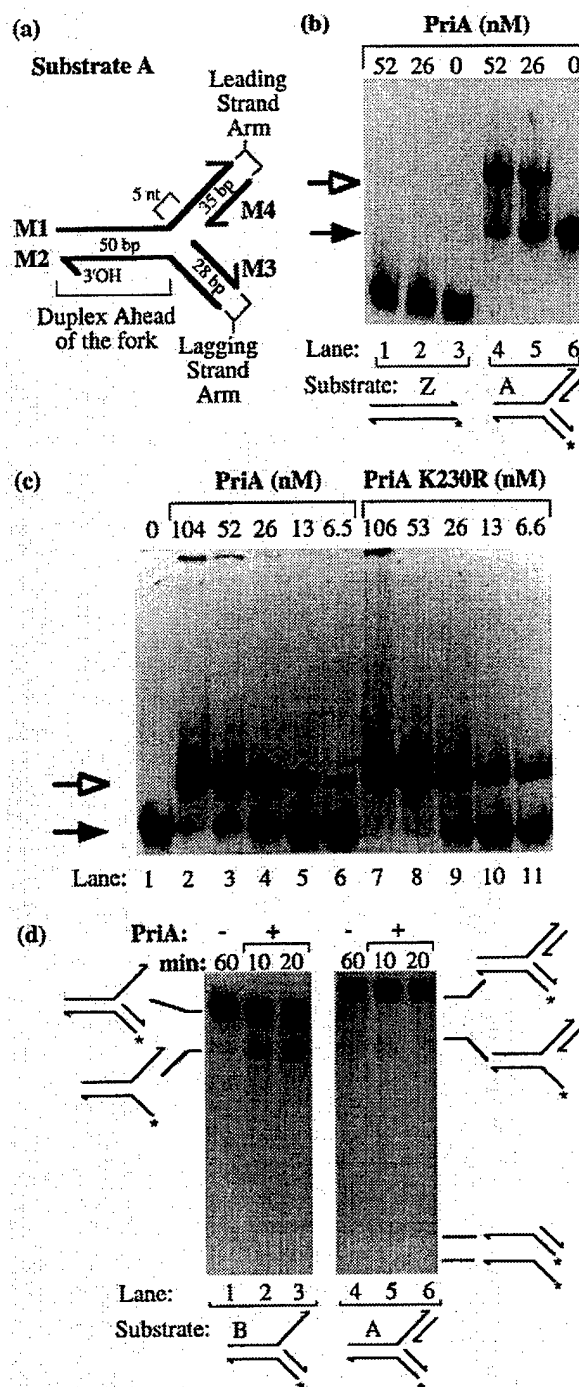 (a)
Substrate A
Leading
Strand
Arm
5 nt
35 bp
M1
M4
50 bp
M2
M3
3'OH
28 bp
Duplex Ahead
of the fork
Lagging
Strand
Arm
(b)
PriA (nM)
52 26 0 52 26 0
Lane: 1 2 3 4 5 6
Substrate: Z A
*
*
(c)
PriA (nM) PriA K230R (nM)
0 104 52 26 13 6.5 106 53 26 13 6.6
Lane: 1 2 3 4 5 6 7 8 9 10 11
(d)
PriA: - + - +
min: 60 10 20 60 10 20
*
*
*
*
*
*
Lane: 1 2 3 4 5 6
Substrate: B A
*
*